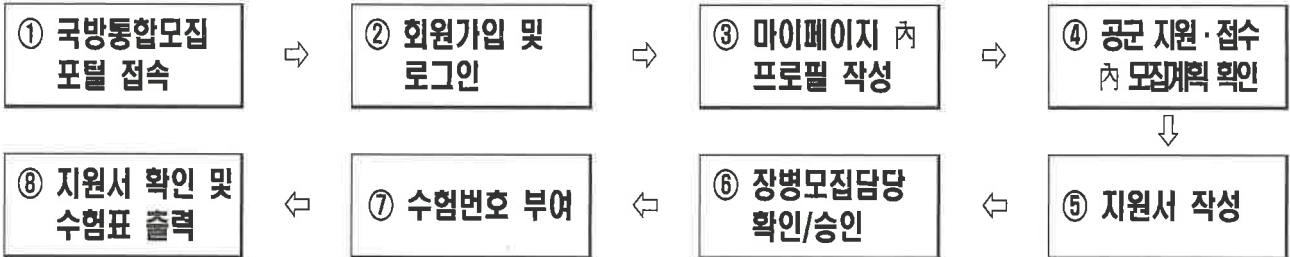 ① 국방통합모집
포털 접속
⇨
② 회원가입 및
로그인
⇨
③ 마이페이지 內
프로필 작성
⇨
④ 공군 지원·접수
內 모집계획 확인
⇩
⑤ 지원서 작성
⇦
⑥ 장병모집담당
확인/승인
⇦
⑦ 수험번호 부여
⇦
⑧ 지원서 확인 및
수험표 출력